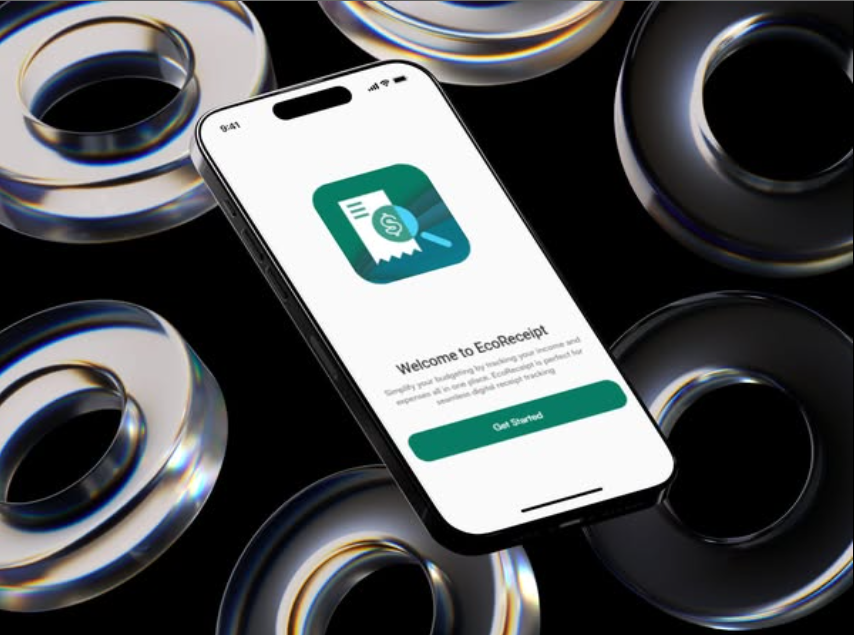 9:41
$
Welcome to EcoReceipt
Simplify your budgeting by tracking your income and
expenses all in one place. EcoReceipt is perfect for
seamless digital receipt tracking
Get Started